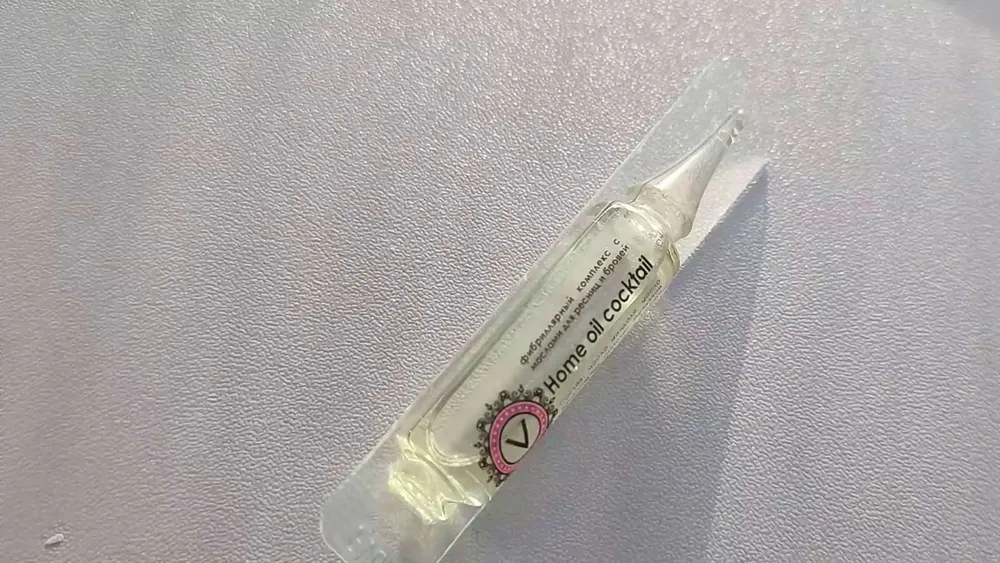 фибриллярный комплекс с
маслами для ресниц и бровей
Home oil cocktail
V